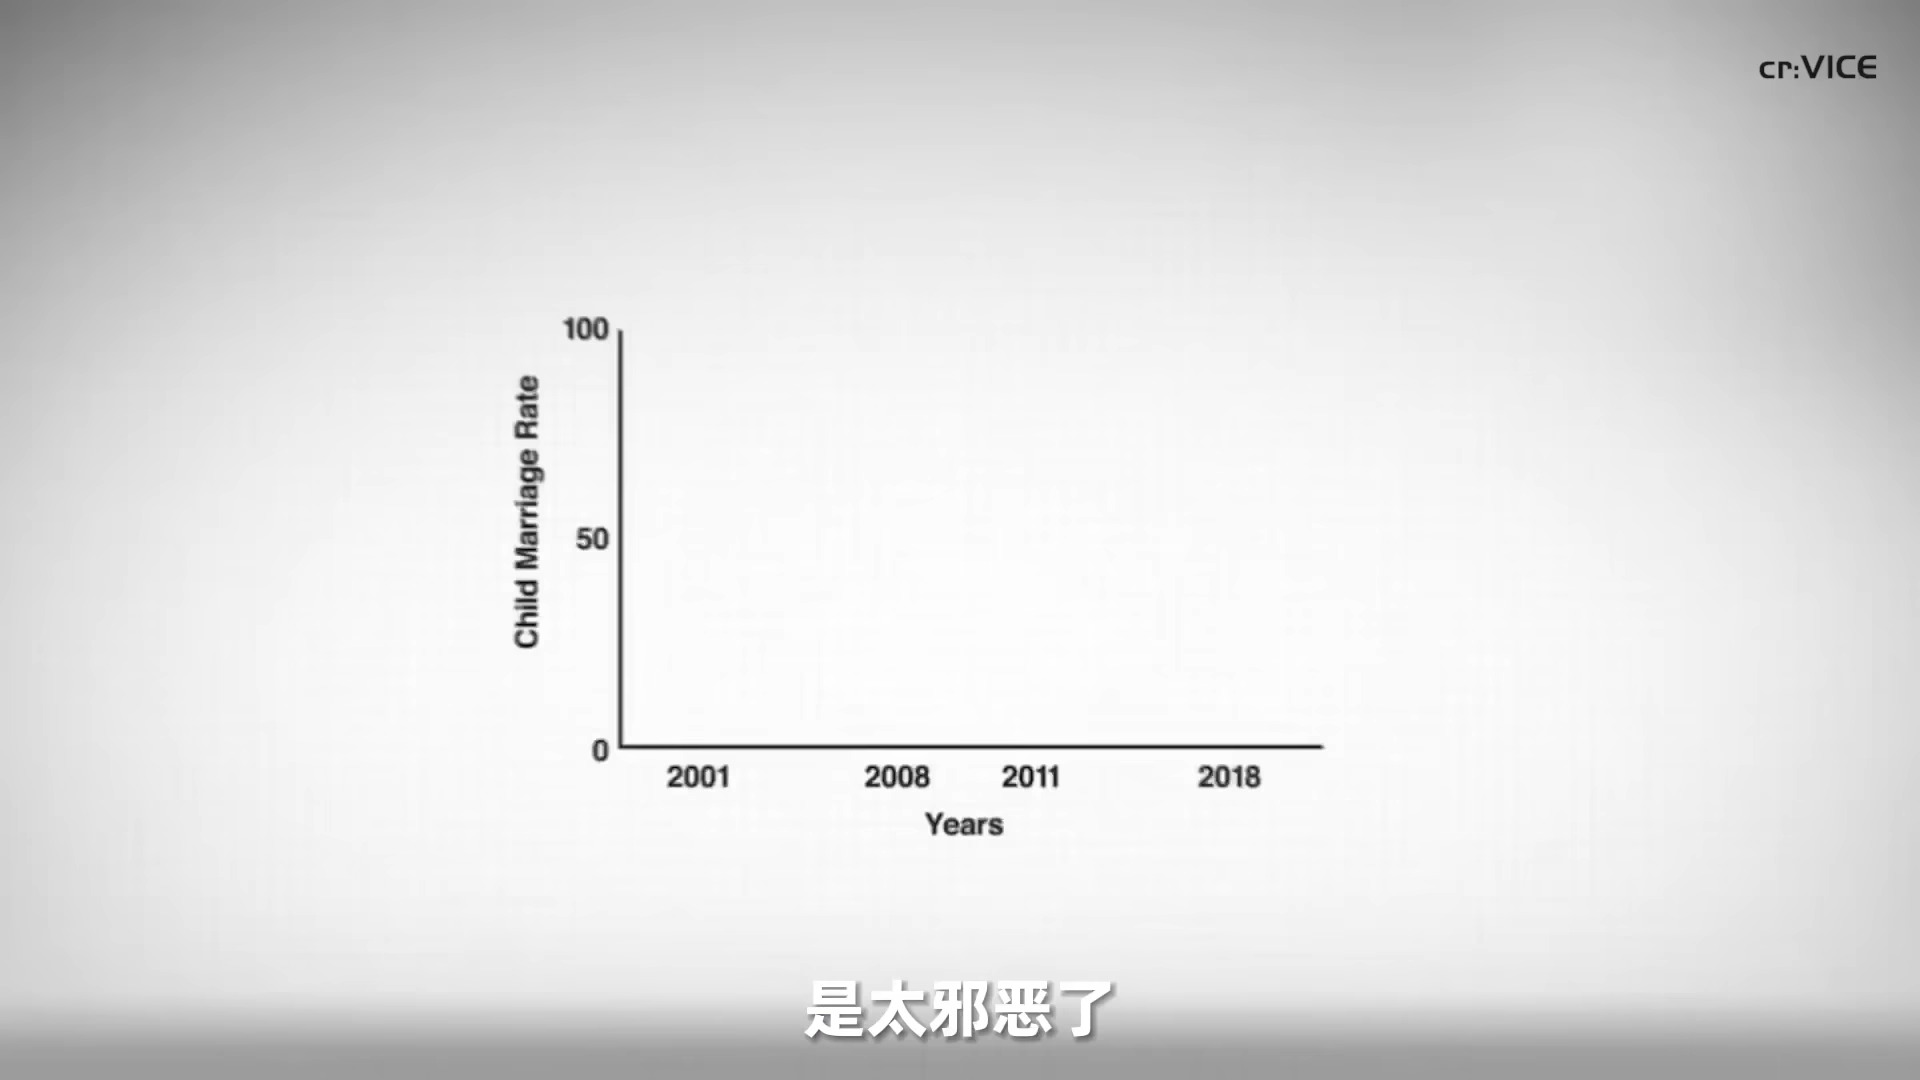 cr:VICE
100
Child Marriage Rate
50
0
2001 2008 2011 2018
Years
是太邪恶了